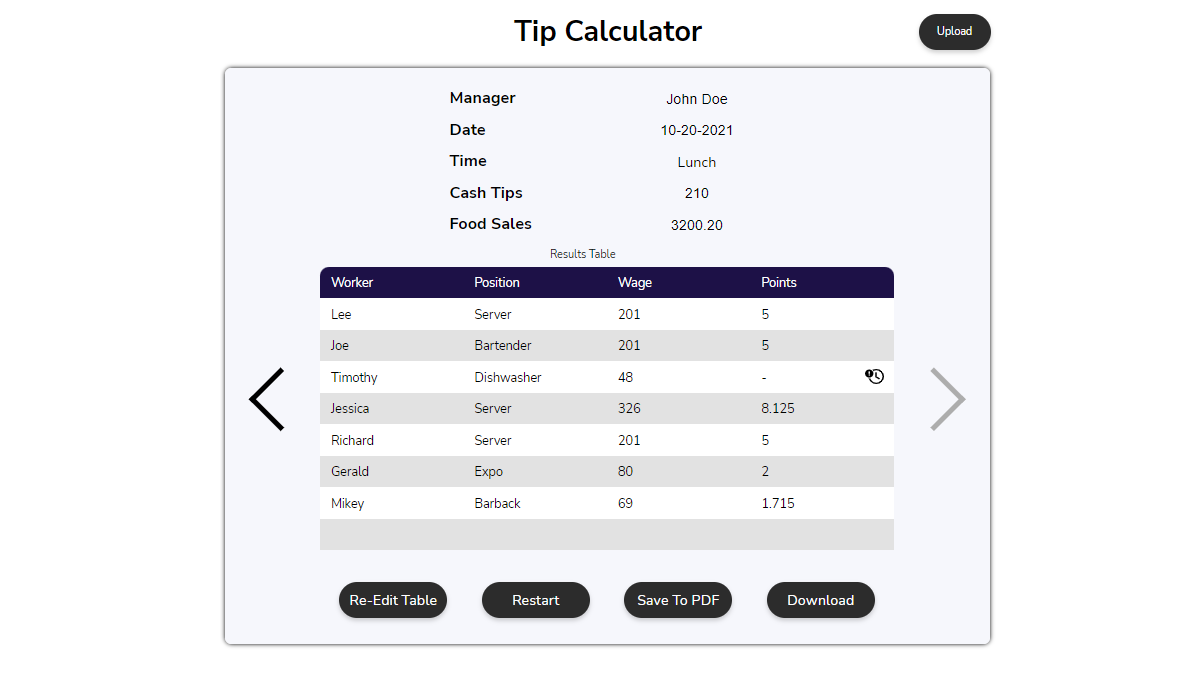 Tip Calculator
Upload
Manager John Doe
Date 10-20-2021
Time Lunch
Cash Tips 210
Food Sales 3200.20
Results Table
Worker Position Wage Points
Lee Server 201 5
Joe Bartender 201 5
Timothy Dishwasher 48 -
Jessica Server 326 8.125
Richard Server 201 5
Gerald Expo 80 2
Mikey Barback 69 1.715
Re-Edit Table Restart Save To PDF Download